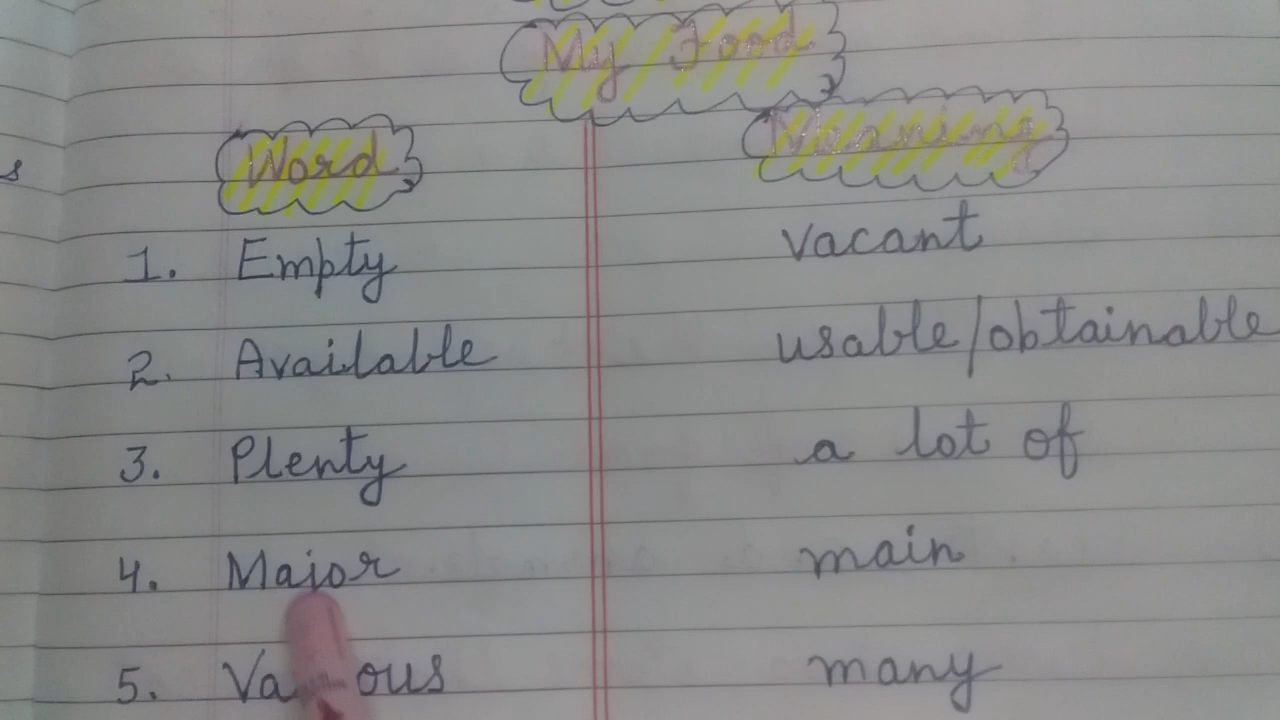 My Food
Word Meaning
1. Empty vacant
2. Available usable/obtainable
3. Plenty a lot of
4. Major main
5. many